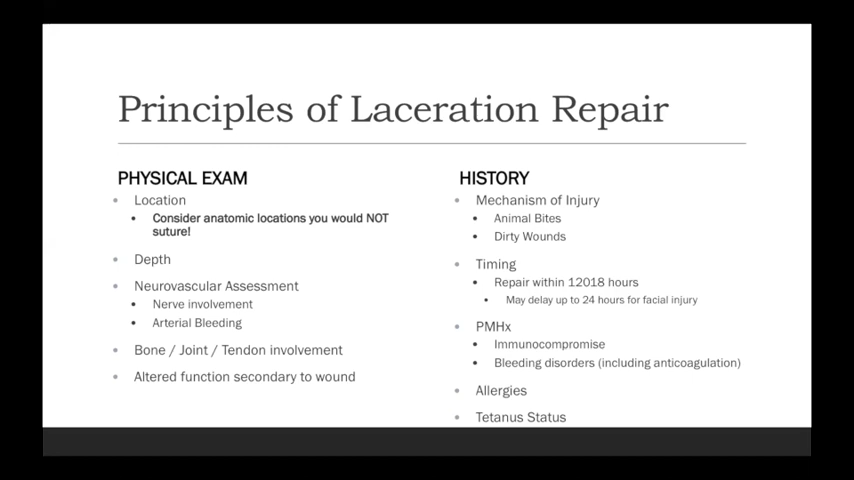 Principles of Laceration Repair
PHYSICAL EXAM
Location
Consider anatomic locations you would NOT
suture!
Depth
Neurovascular Assessment
Nerve involvement
Arterial Bleeding
Bone / Joint / Tendon involvement
Altered function secondary to wound
HISTORY
Mechanism of Injury
Animal Bites
Dirty Wounds
Timing
Repair within 12018 hours
May delay up to 24 hours for facial injury
PMHx
Immunocompromise
Bleeding disorders (including anticoagulation)
Allergies
Tetanus Status